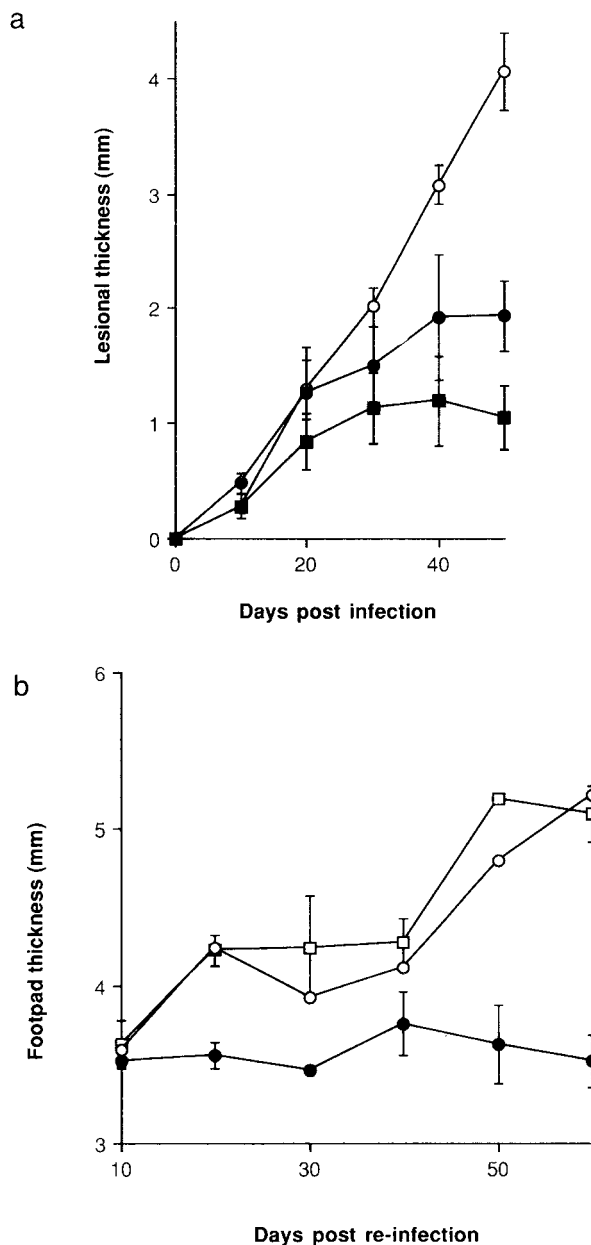 a
4
3
2
1
0
Lesional thickness (mm)
0
20
40
Days post infection
b
6
5
4
3
Footpad thickness (mm)
10
30
50
Days post re-infection